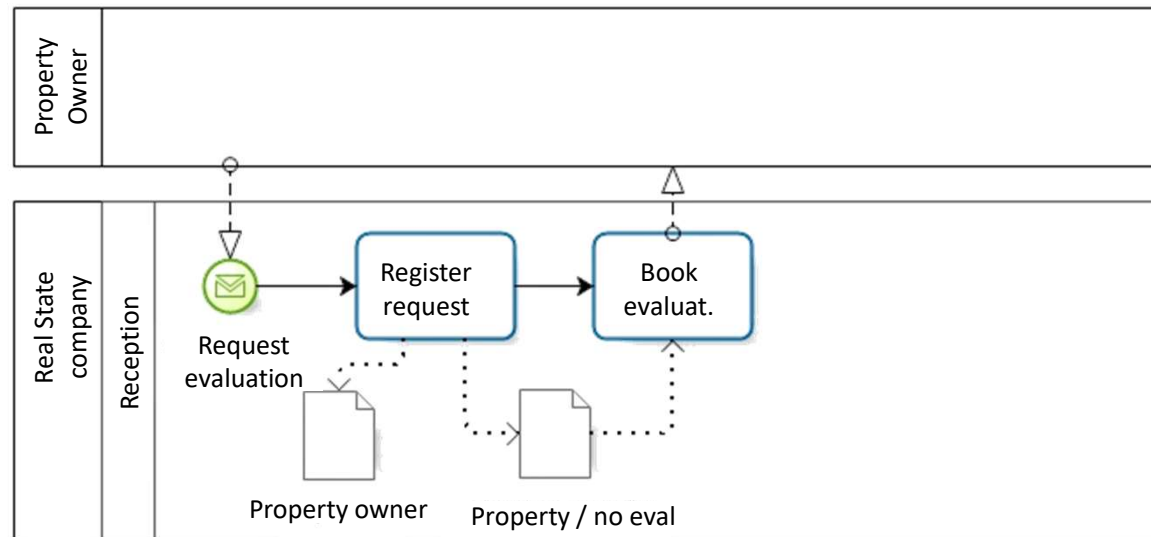 Property
Owner
Real State
company
Reception
Request
evaluation
Register
request
Book
evaluat.
Property owner
Property / no eval